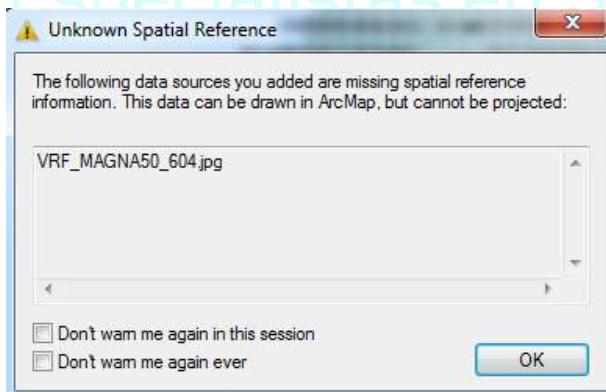 Unknown Spatial Reference
The following data sources you added are missing spatial reference
information. This data can be drawn in ArcMap, but cannot be projected:
VRF_MAGNA50_604.jpg
Don't warn me again in this session
Don't warn me again ever
OK